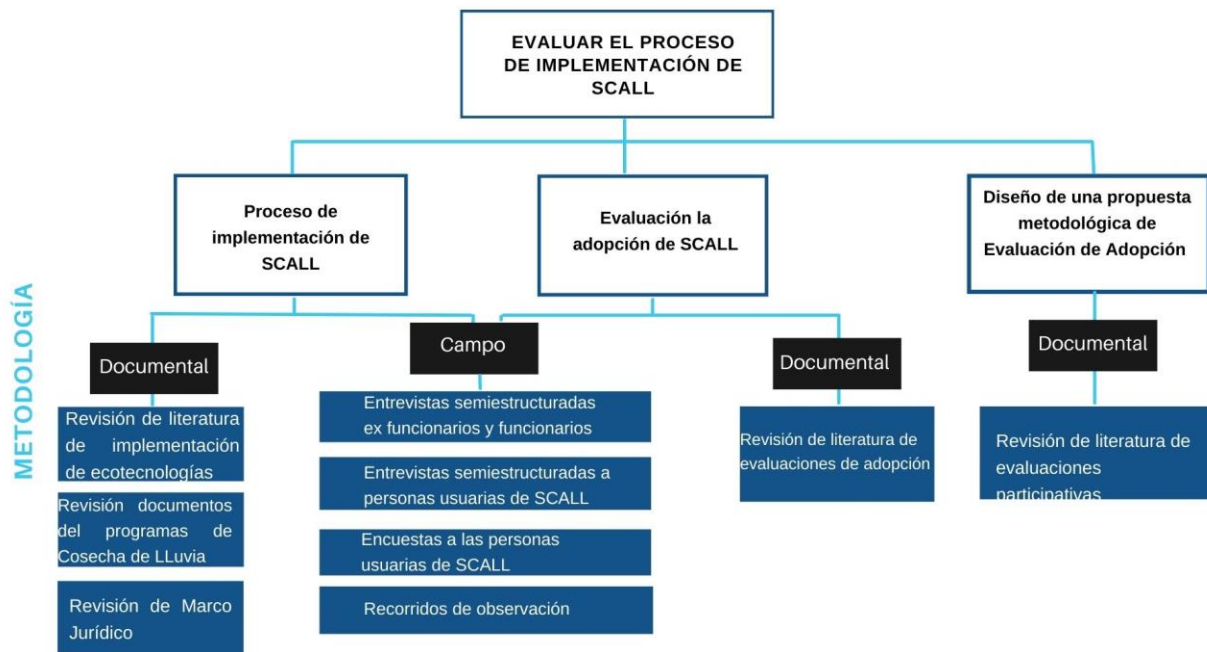 EVALUAR EL PROCESO
DE IMPLEMENTACIÓN DE
SCALL
Proceso de
implementación de
SCALL
Evaluación la
adopción de SCALL
Diseño de una propuesta
metodológica de
Evaluación de Adopción
METODOLOGÍA
Documental
Revisión de literatura
de implementación
de ecotecnologías
Revisión documentos
del programas de
Cosecha de LLuvia
Revisión de Marco
Jurídico
Campo
Entrevistas semiestructuradas
ex funcionarios y funcionarios
Entrevistas semiestructuradas a
personas usuarias de SCALL
Encuestas a las personas
usuarias de SCALL
Recorridos de observación
Documental
Revisión de literatura de
evaluaciones de adopción
Documental
Revisión de literatura de
evaluaciones
participativas